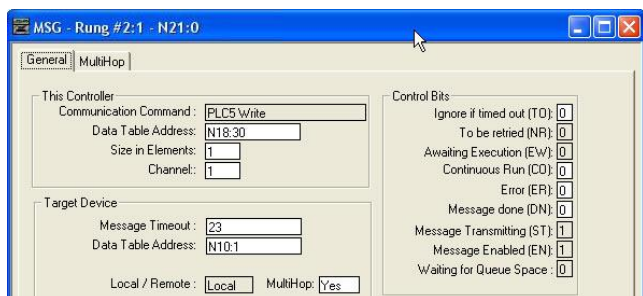 MSG - Rung #2:1 - N21:0
General MultiHop
This Controller
Communication Command : PLC5 Write
Data Table Address: N18:30
Size in Elements: 1
Channel:: 1
Target Device
Message Timeout : 23
Data Table Address: N10:1
Local / Remote : Local MultiHop: Yes
Control Bits
Ignore if timed out (TO): 0
To be retried (NR): 0
Awaiting Execution (EW): 0
Continuous Run (CO): 0
Error (ER): 0
Message done (DN): 0
Message Transmitting (ST): 1
Message Enabled (EN): 1
Waiting for Queue Space : 0